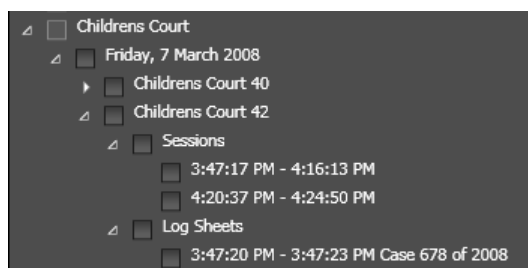 Childrens Court
Friday, 7 March 2008
Childrens Court 40
Childrens Court 42
Sessions
3:47:17 PM - 4:16:13 PM
4:20:37 PM - 4:24:50 PM
Log Sheets
3:47:20 PM - 3:47:23 PM Case 678 of 2008